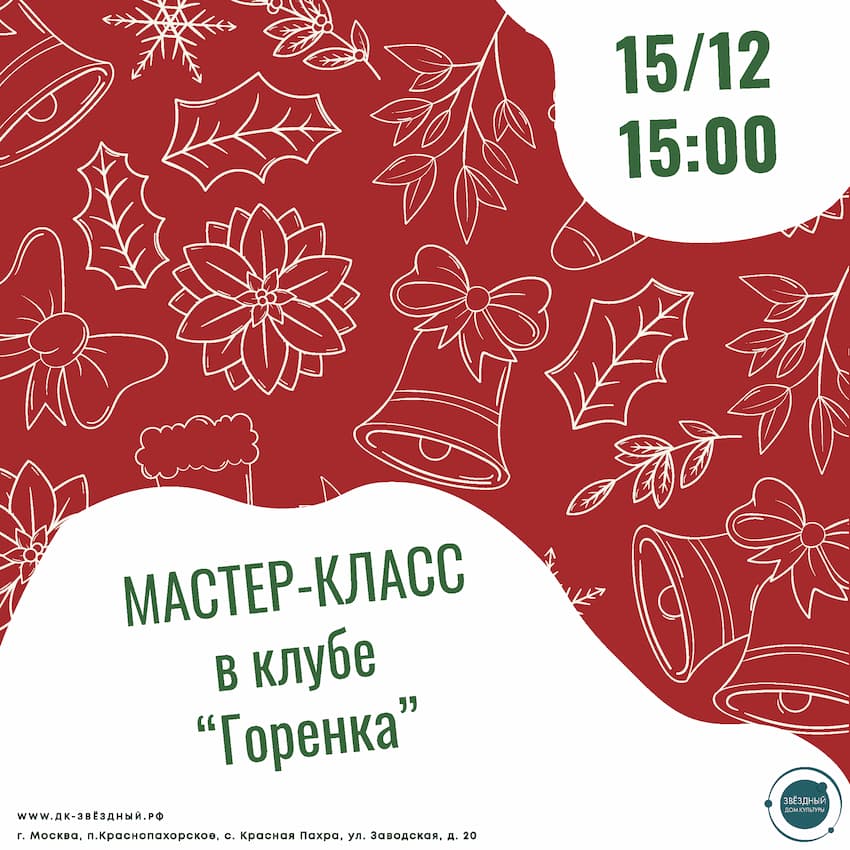 15/12
15:00
МАСТЕР-КЛАСС
в клубе
“Горенка”
WWW.ДК-ЗВЁЗДНЫЙ.РФ
г. Москва, п.Краснопахорское, с. Красная Пахра, ул. Заводская, д. 20
ЗВЁЗДНЫЙ
ДОМ КУЛЬТУРЫ